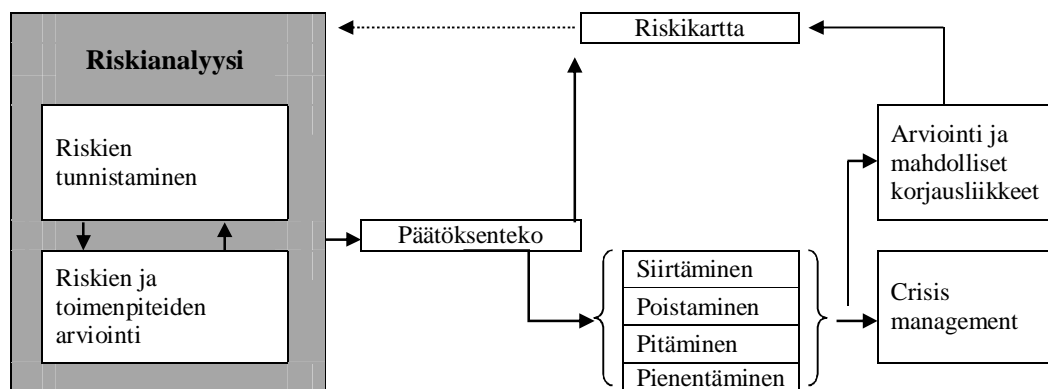 Riskianalyysi
Riskien
tunnistaminen
Riskien ja
toimenpiteiden
arviointi
Päätöksenteko
Riskikartta
Siirtäminen
Poistaminen
Pitäminen
Pienentäminen
Arviointi ja
mahdolliset
korjausliikkeet
Crisis
management